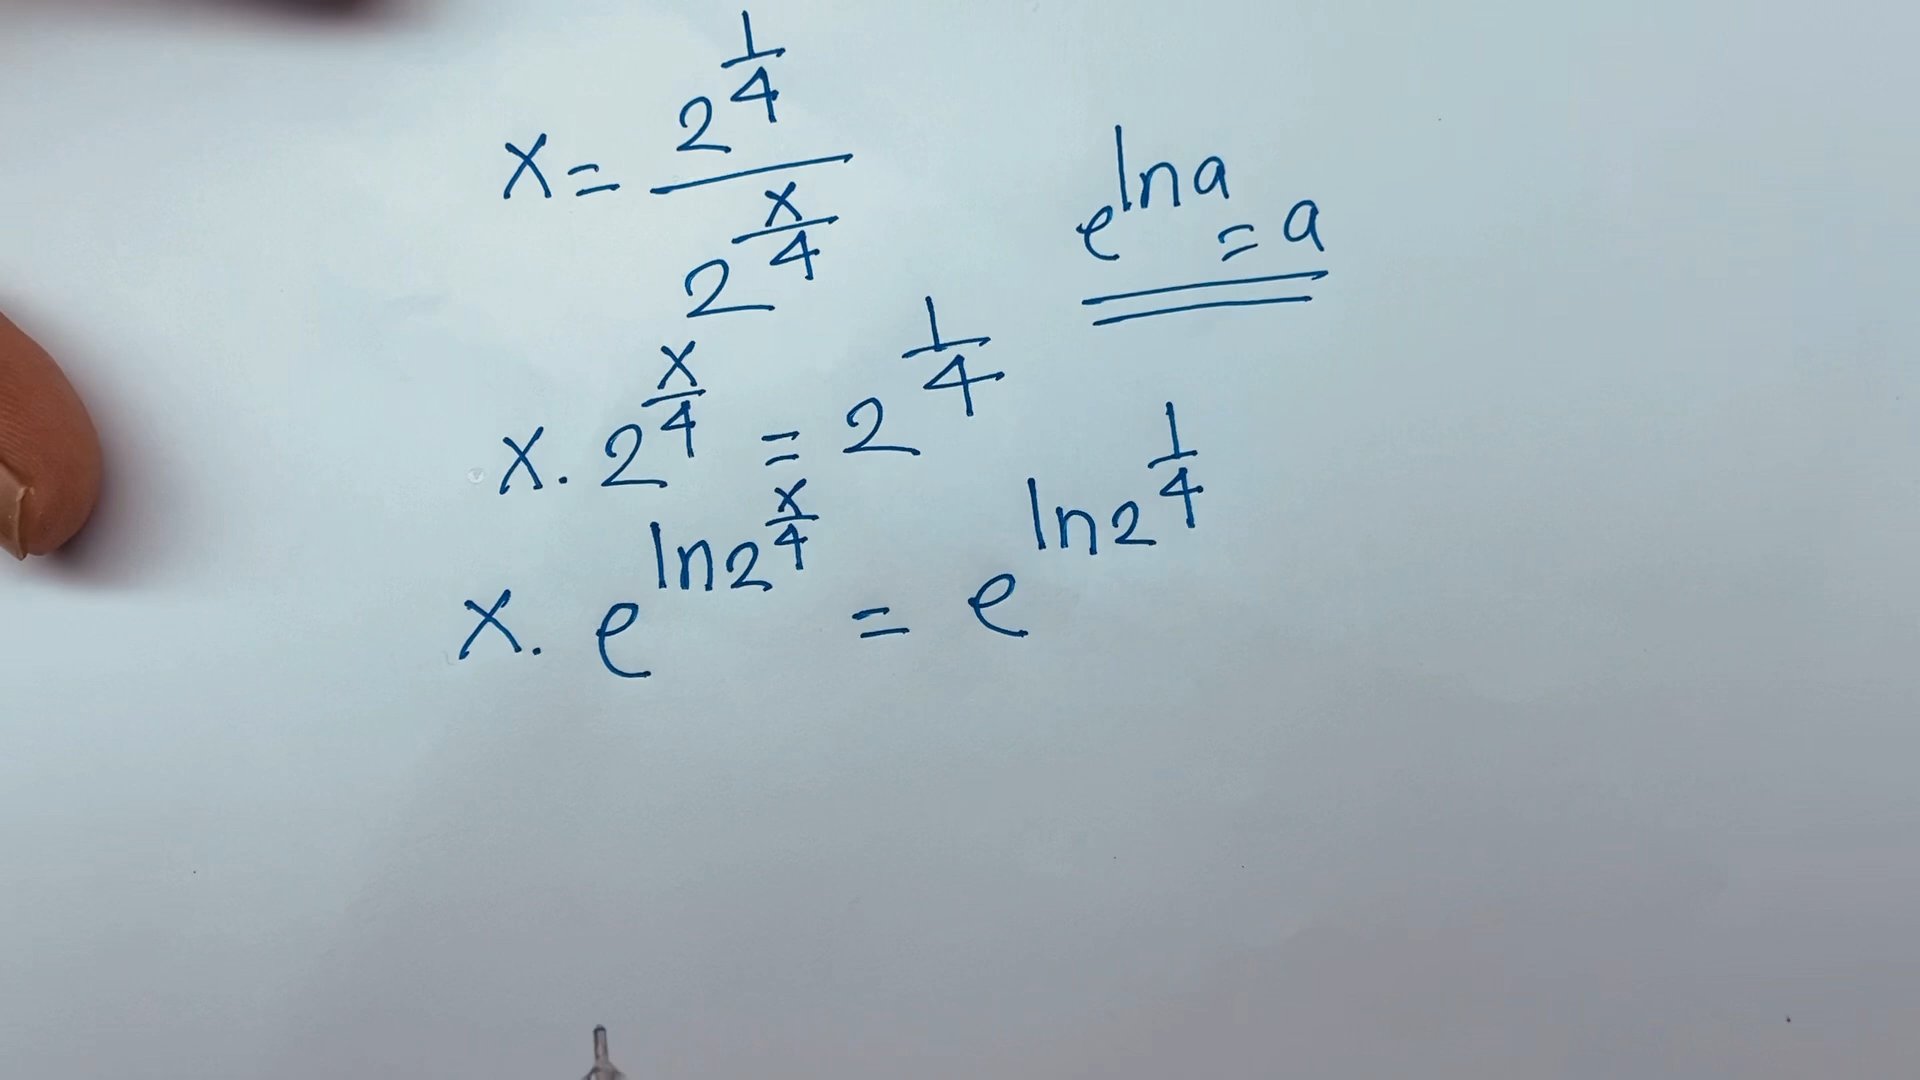 x = 2^{1/4} / 2^{x/4}
e^{ln a} = a
x. 2^{x/4} = 2^{1/4}
x. e^{ln 2^{x/4}} = e^{ln 2^{1/4}}